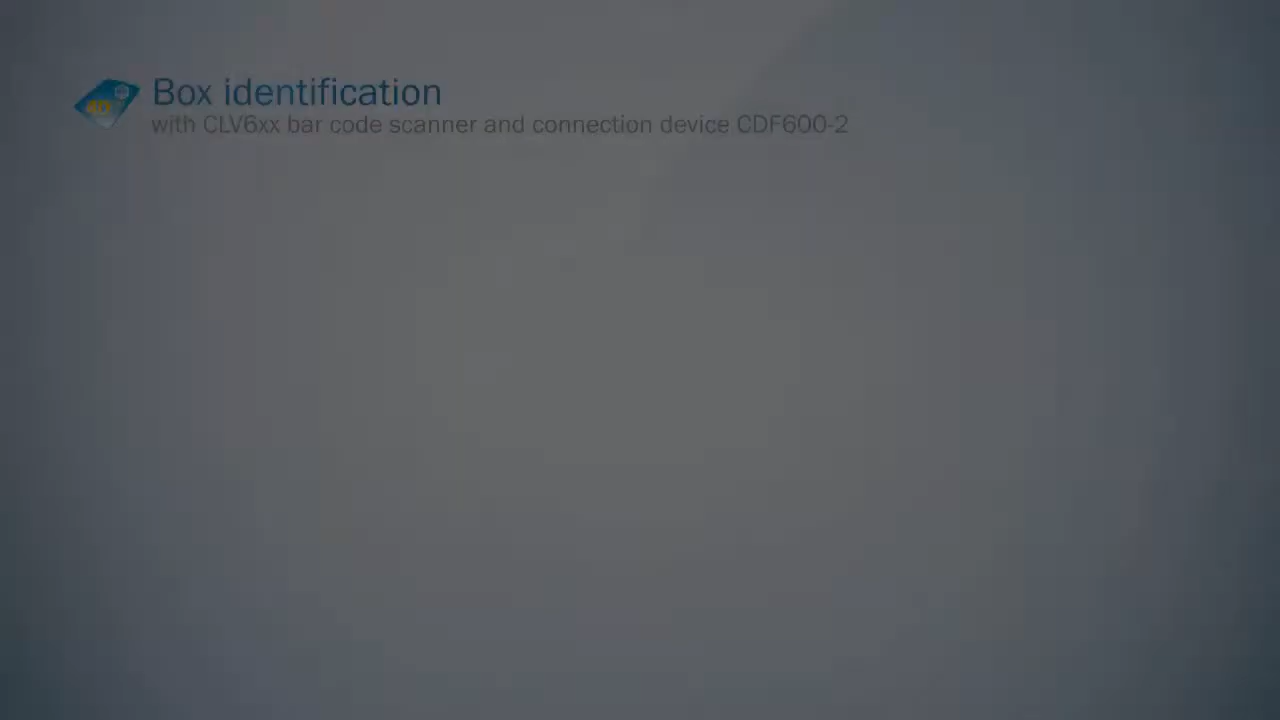 Box identification
with CLV6xx bar code scanner and connection device CDF600-2